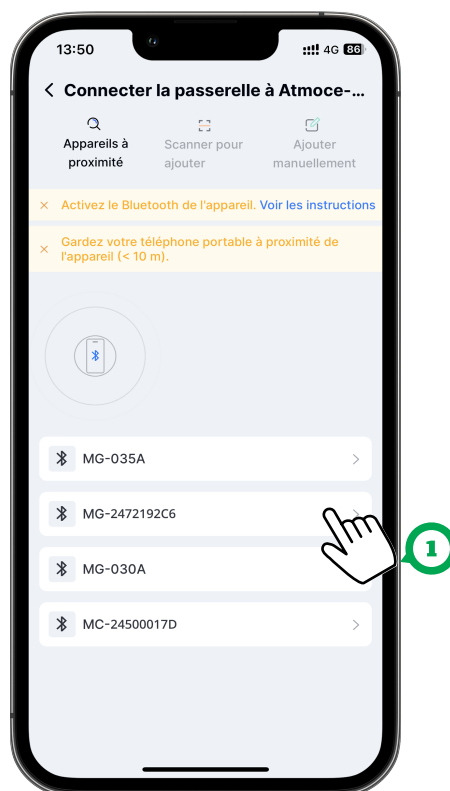 13:50
4G 86
Connecter la passerelle à Atmoce-...
Appareils à
proximité
Scanner pour
ajouter
Ajouter
manuellement
Activez le Bluetooth de l'appareil. Voir les instructions
Gardez votre téléphone portable à proximité de
l'appareil (< 10 m).
MG-035A
MG-2472192C6
MG-030A
MC-24500017D
1